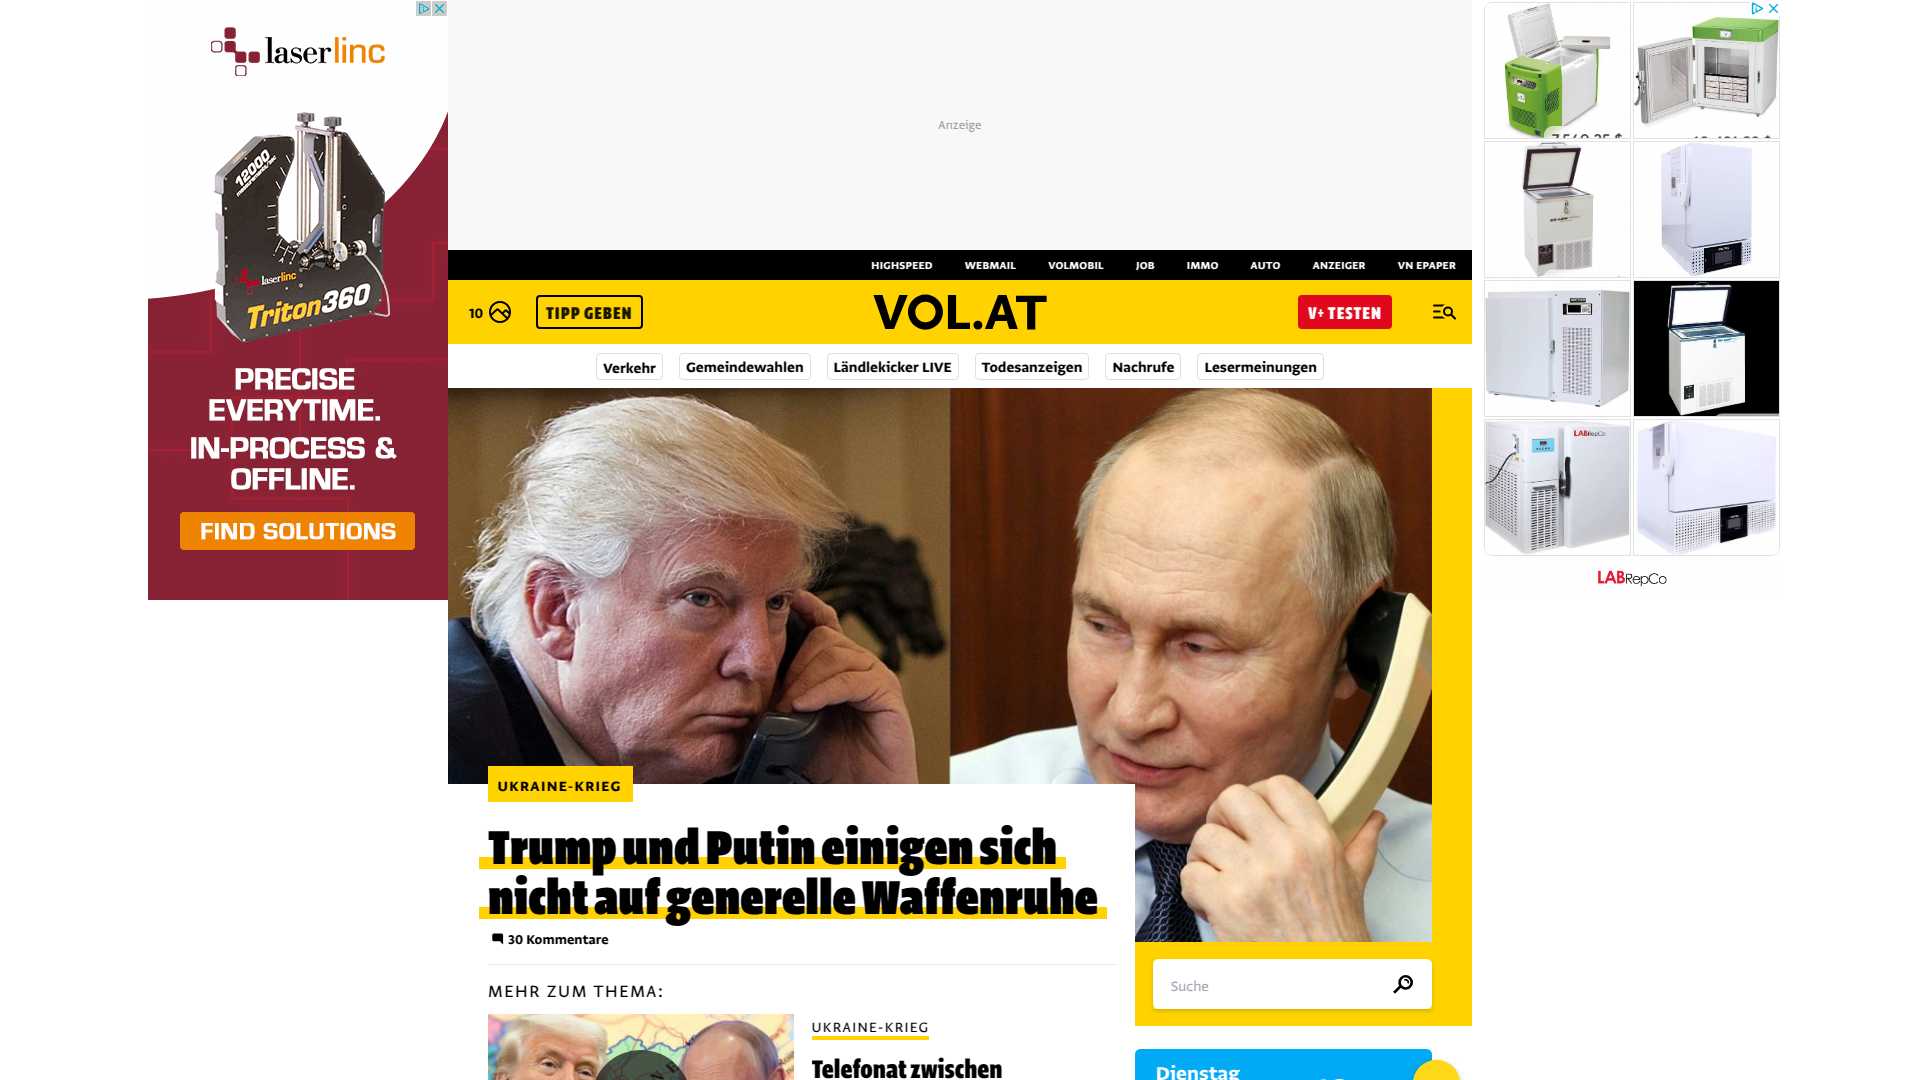 laserlinc
12000
laserlinc
Triton360
PRECISE
EVERYTIME.
IN-PROCESS &
OFFLINE.
FIND SOLUTIONS
Anzeige
HIGHSPEED
WEBMAIL
VOLMOBIL
JOB
IMMO
AUTO
ANZEIGER
VN EPAPER
10
TIPP GEBEN
VOL.AT
V+ TESTEN
Verkehr
Gemeindewahlen
Ländlekicker LIVE
Todesanzeigen
Nachrufe
Lesermeinungen
UKRAINE-KRIEG
Trump und Putin einigen sich
nicht auf generelle Waffenruhe
30 Kommentare
MEHR ZUM THEMA:
UKRAINE-KRIEG
Telefonat zwischen
Suche
Dienstag
LABRepCo
LABRepCo